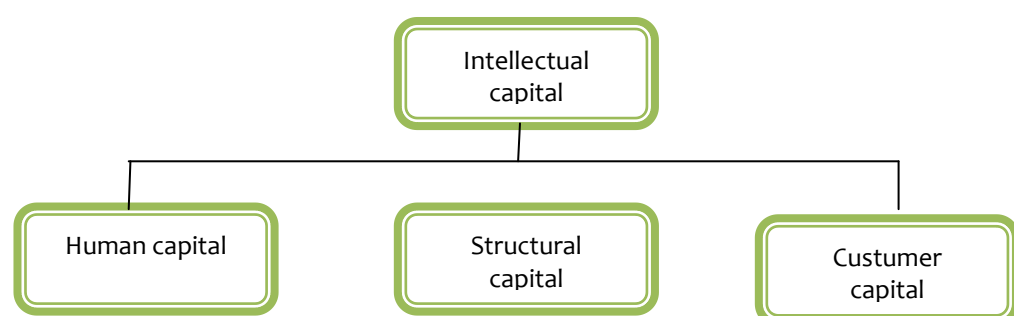 Intellectual
capital
Human capital
Structural
capital
Custumer
capital